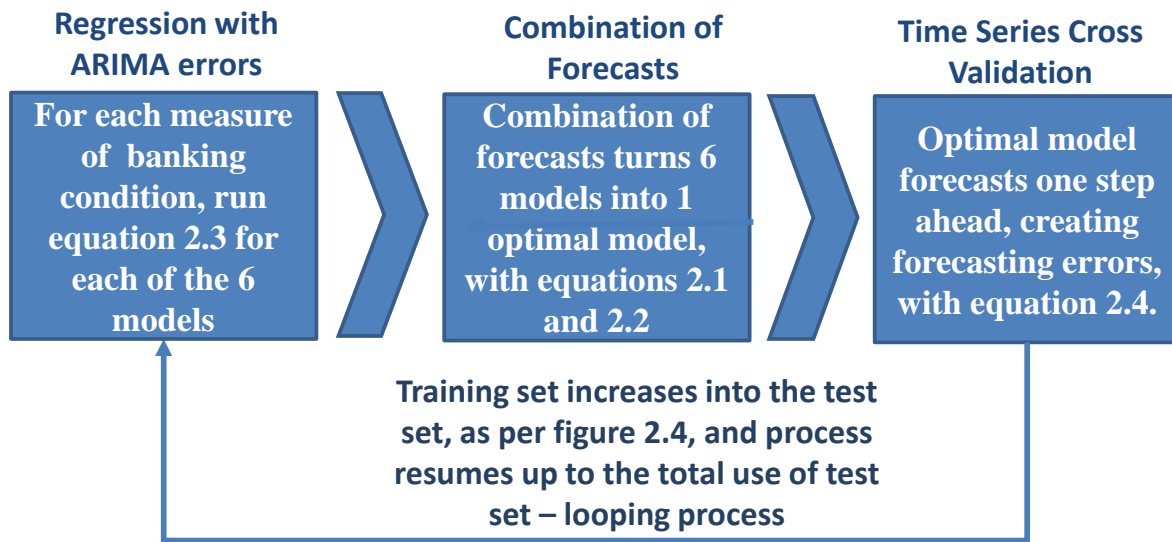 Regression with
ARIMA errors
For each measure
of banking
condition, run
equation 2.3 for
each of the 6
models
Combination of
Forecasts
Combination of
forecasts turns 6
models into 1
optimal model,
with equations 2.1
and 2.2
Time Series Cross
Validation
Optimal model
forecasts one step
ahead, creating
forecasting errors,
with equation 2.4.
Training set increases into the test
set, as per figure 2.4, and process
resumes up to the total use of test
set – looping process